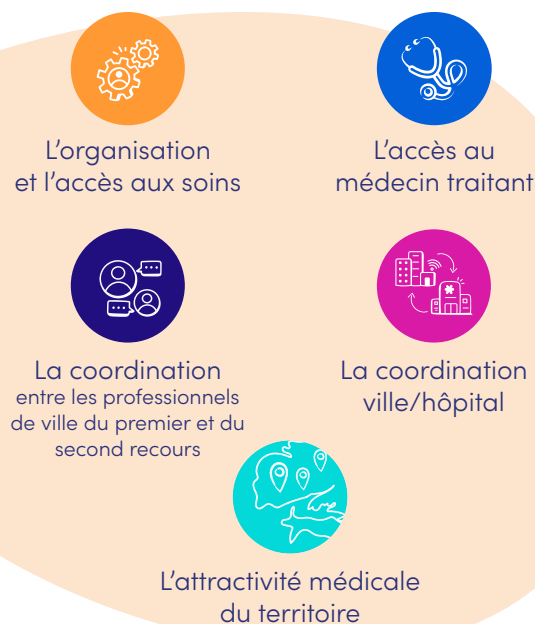 L'organisation
et l'accès aux soins
L'accès au
médecin traitant
La coordination
entre les professionnels
de ville du premier et du
second recours
La coordination
ville/hôpital
L'attractivité médicale
du territoire